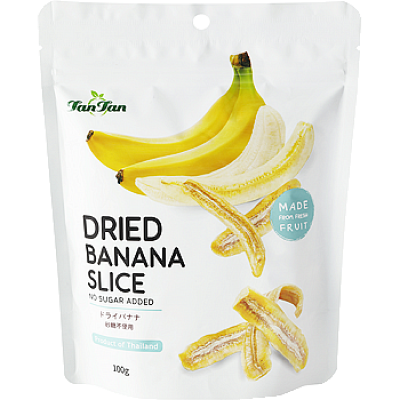 TanTan
MADE
FROM FRESH
FRUIT
DRIED
BANANA
SLICE
NO SUGAR ADDED
ドライバナナ
砂糖不使用
Product of Thailand
100g